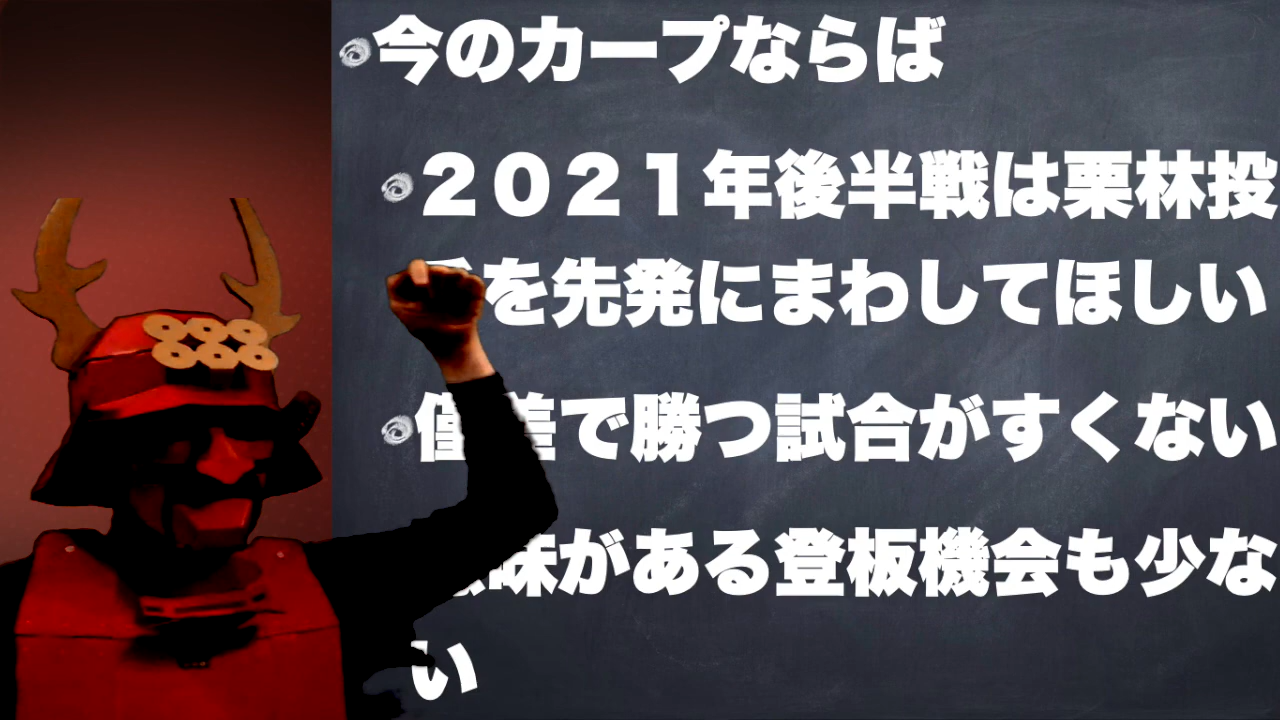 今のカープならば
２０２１年後半戦は栗林投
を先発にまわしてほしい
僅差で勝つ試合がすくない
味がある登板機会も少な
い